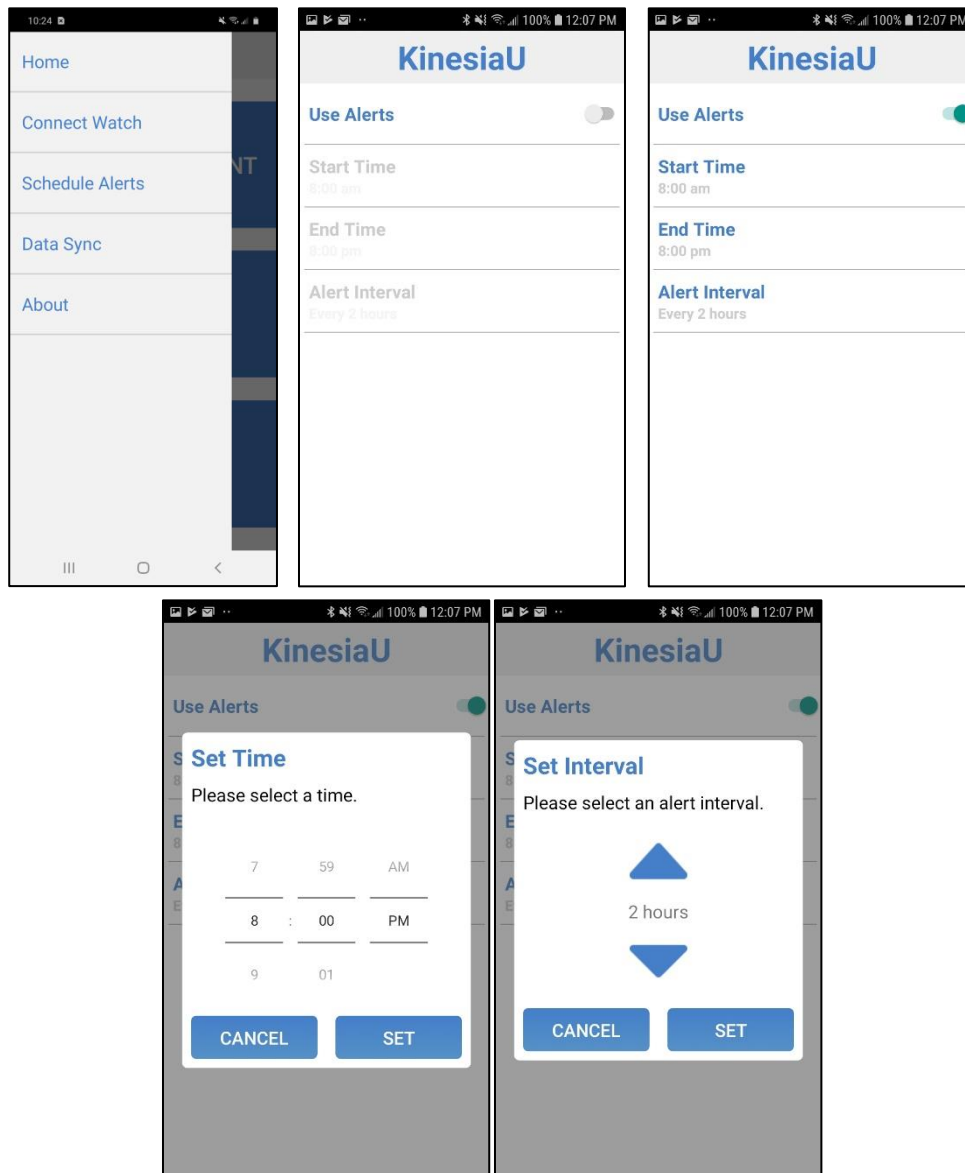 10:24
Home
Connect Watch
Schedule Alerts
Data Sync
About
NT
100% 12:07 PM
KinesiaU
Use Alerts
Start Time
8:00 am
End Time
8:00 pm
Alert Interval
Every 2 hours
100% 12:07 PM
KinesiaU
Use Alerts
Start Time
8:00 am
End Time
8:00 pm
Alert Interval
Every 2 hours
100% 12:07 PM
KinesiaU
Use Alerts
S
8
E
8
A
E
Set Time
Please select a time.
7 59 AM
8 : 00 PM
9 01
CANCEL SET
100% 12:07 PM
KinesiaU
Use Alerts
S
8
E
8
A
E
Set Interval
Please select an alert interval.
2 hours
CANCEL SET